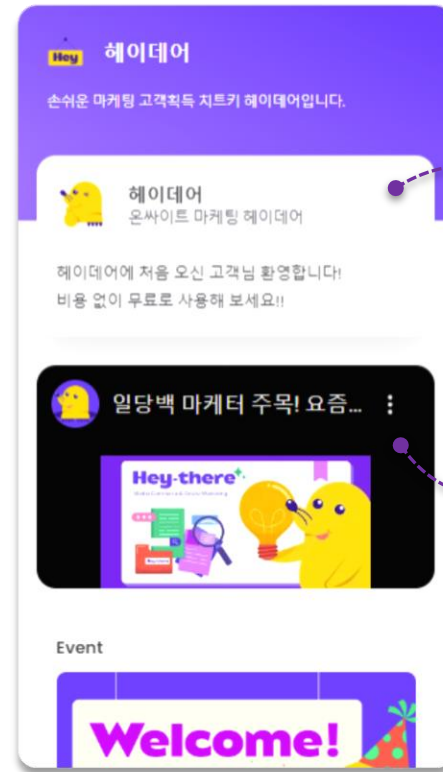 Hey
헤이데어
손쉬운 마케팅 고객획득 치트키 헤이데어입니다.
헤이데어
온싸이트 마케팅 헤이데어
헤이데어에 처음 오신 고객님 환영합니다!
비용 없이 무료로 사용해 보세요!!
일당백 마케터 주목! 요즘...
Hey-there
Event
Welcome!